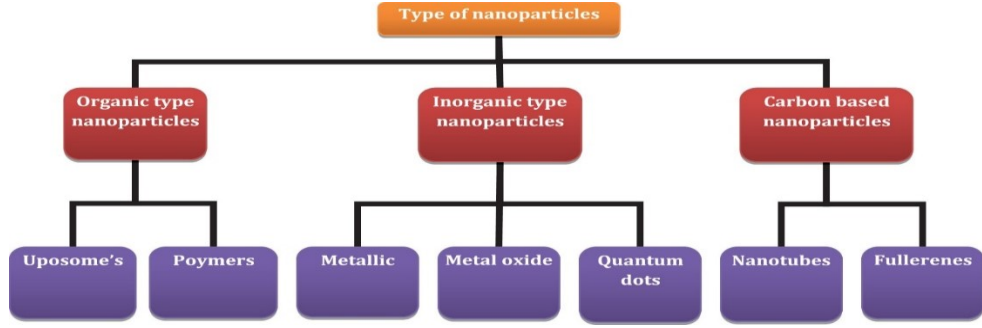 Type of nanoparticles
Organic type
nanoparticles
Inorganic type
nanoparticles
Carbon based
nanoparticles
Uposome's
Poymers
Metallic
Metal oxide
Quantum
dots
Nanotubes
Fullerenes